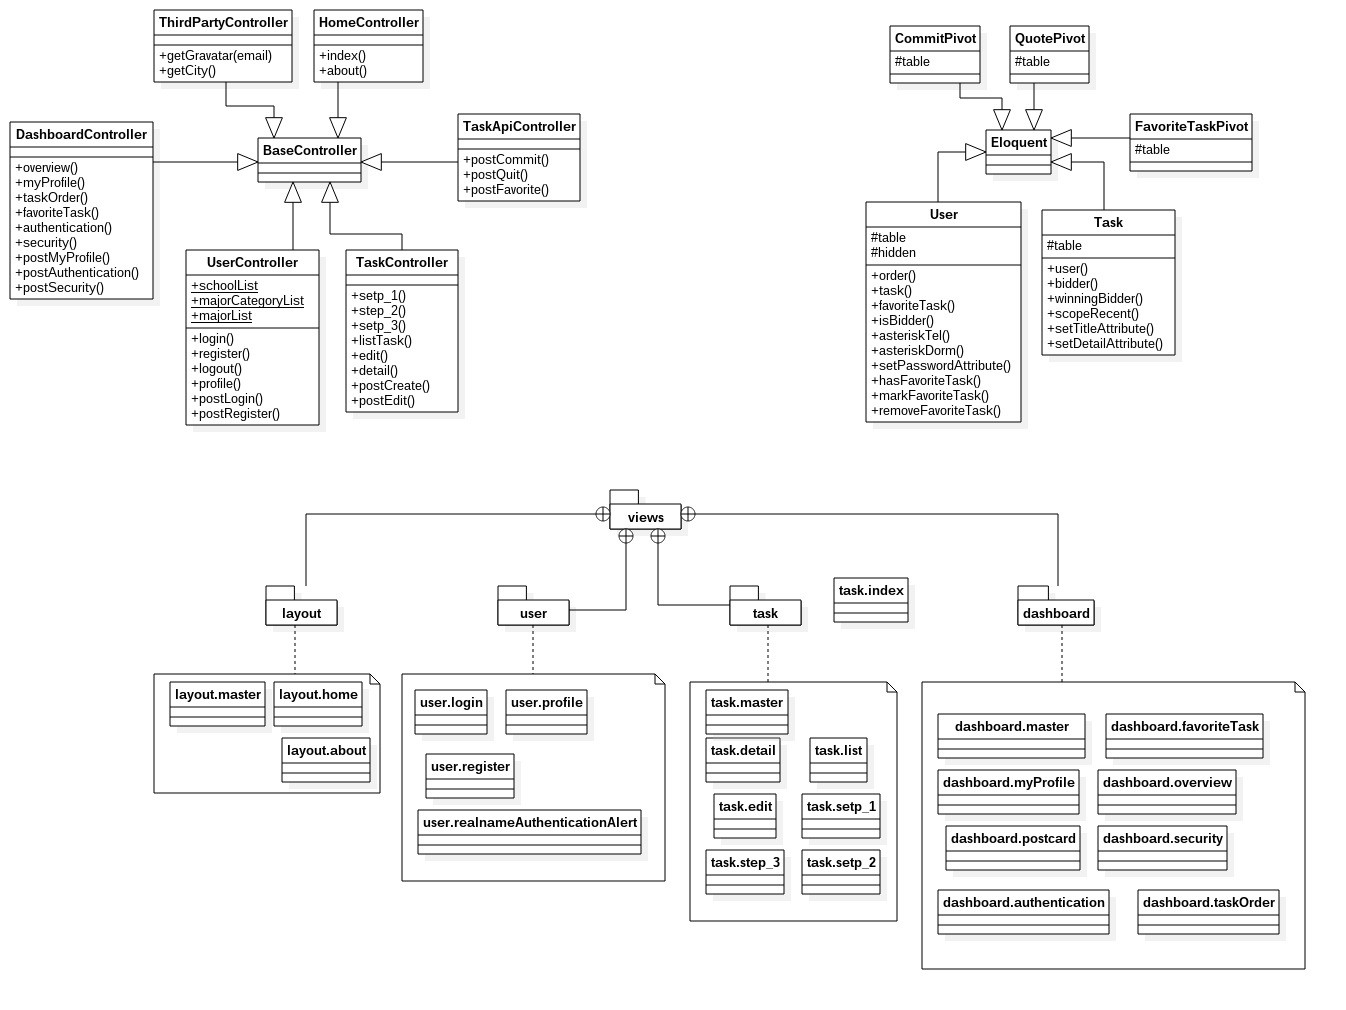 ThirdPartyController
+getGravatar(email)
+getCity()
HomeController
+index()
+about()
DashboardController
+overview()
+myProfile()
+taskOrder()
+favoriteTask()
+authentication()
+security()
+postMyProfile()
+postAuthentication()
+postSecurity()
BaseController
TaskApiController
+postCommit()
+postQuit()
+postFavorite()
UserController
+schoolList
+majorCategoryList
+majorList
+login()
+register()
+logout()
+profile()
+postLogin()
+postRegister()
TaskController
+setp_1()
+step_2()
+setp_3()
+listTask()
+edit()
+detail()
+postCreate()
+postEdit()
CommitPivot
#table
QuotePivot
#table
Eloquent
FavoriteTaskPivot
#table
User
#table
#hidden
+order()
+task()
+favoriteTask()
+isBidder()
+asteriskTel()
+asteriskDorm()
+setPasswordAttribute()
+hasFavoriteTask()
+markFavoriteTask()
+removeFavoriteTask()
Task
#table
+user()
+bidder()
+winningBidder()
+scopeRecent()
+setTitleAttribute()
+setDetailAttribute()
views
layout
user
task
task.index
dashboard
layout.master
layout.home
layout.about
user.login
user.profile
user.register
user.realnameAuthenticationAlert
task.master
task.detail
task.list
task.edit
task.setp_1
task.step_3
task.setp_2
dashboard.master
dashboard.favoriteTask
dashboard.myProfile
dashboard.overview
dashboard.postcard
dashboard.security
dashboard.authentication
dashboard.taskOrder